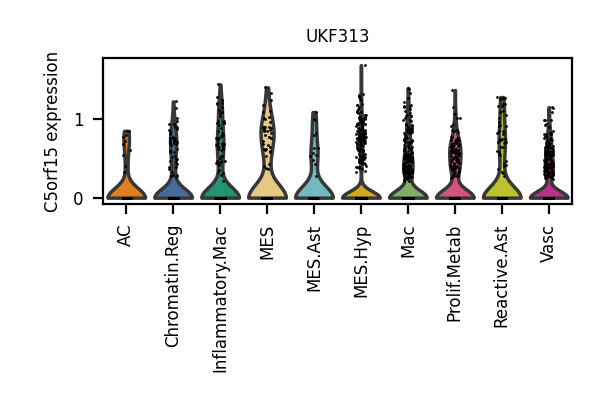 UKF313
C5orf15 expression
1
0
AC
Chromatin.Reg
Inflammatory.Mac
MES
MES.Ast
MES.Hyp
Mac
Prolif.Metab
Reactive.Ast
Vasc